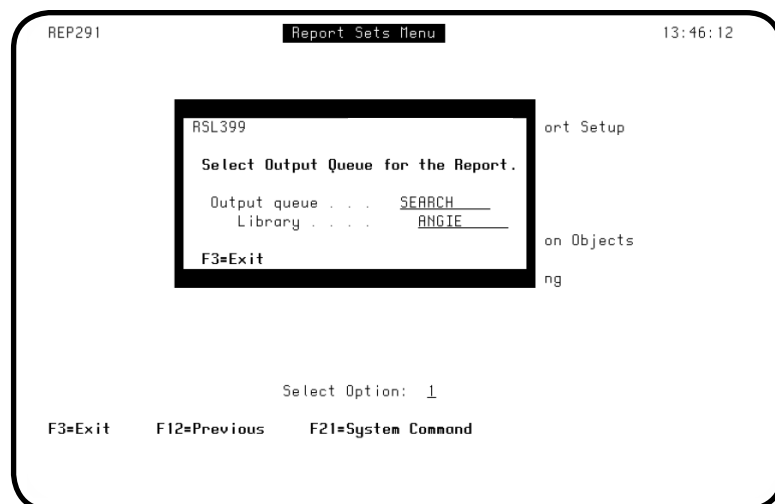 REP291 Report Sets Menu 13:46:12
RSL399 ort Setup
Select Output Queue for the Report.
Output queue . . . SEARCH
Library . . . . ANGIE
on Objects
F3=Exit
ng
Select Option: 1
F3=Exit F12=Previous F21=System Command